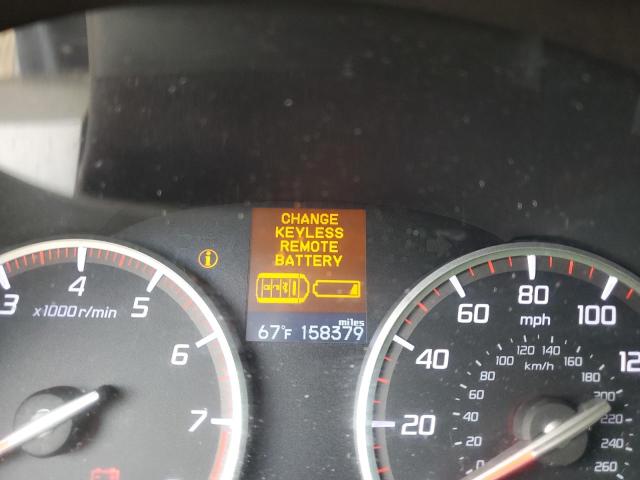 CHANGE
KEYLESS
REMOTE
BATTERY
miles
67°F 158379
3 4 5 6 7
x1000r/min
20 40 60 80 100
mph
0 20 40 60 80 100 120 140 160 180 200 220 240 260
km/h